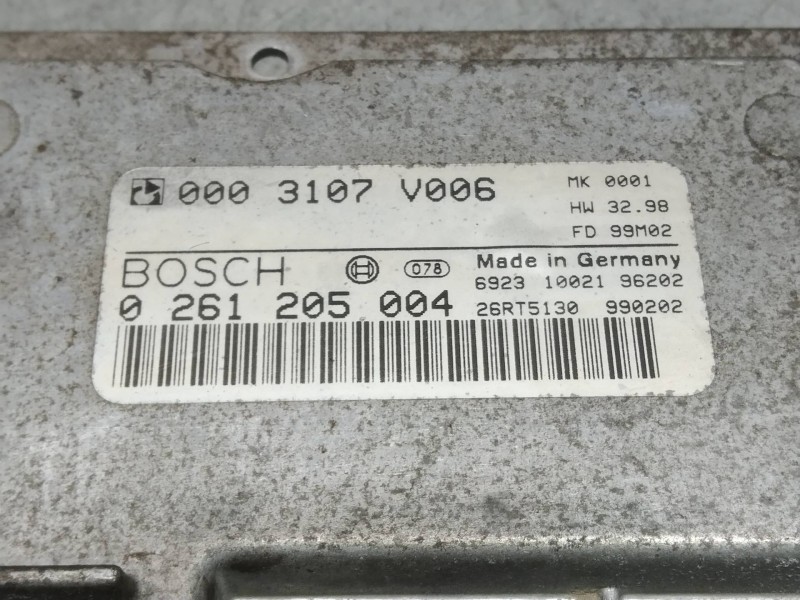 000 3107 V006
MK 0001
HW 32.98
FD 99M02
BOSCH
078
Made in Germany
6923 10021 96202
0 261 205 004
26RT5130 990202